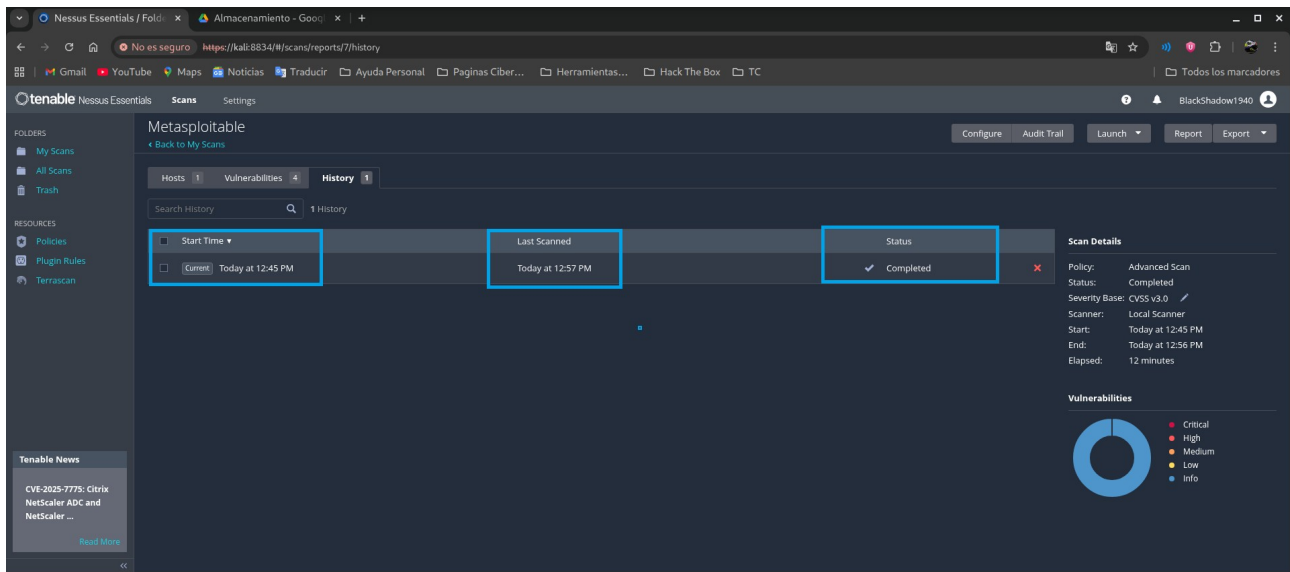 Nessus Essentials / Folde
Almacenamiento - Goog
No es seguro https://kali:8834/#/scans/reports/7/history
Gmail YouTube Maps Noticias Traducir Ayuda Personal Paginas Ciber... Herramientas... Hack The Box TC Todos los marcadores
tenable Nessus Essentials Scans Settings BlackShadow1940
FOLDERS
My Scans
All Scans
Trash
RESOURCES
Policies
Plugin Rules
Terrascan
Tenable News
CVE-2025-7775: Citrix
NetScaler ADC and
NetScaler ...
Read More
Metasploitable
Back to My Scans
Configure Audit Trail Launch Report Export
Hosts 1 Vulnerabilities 4 History 1
Search History 1 History
Start Time Last Scanned Status
Current Today at 12:45 PM Today at 12:57 PM Completed
Scan Details
Policy: Advanced Scan
Status: Completed
Severity Base: CVSS v3.0
Scanner: Local Scanner
Start: Today at 12:45 PM
End: Today at 12:56 PM
Elapsed: 12 minutes
Vulnerabilities
Critical
High
Medium
Low
Info